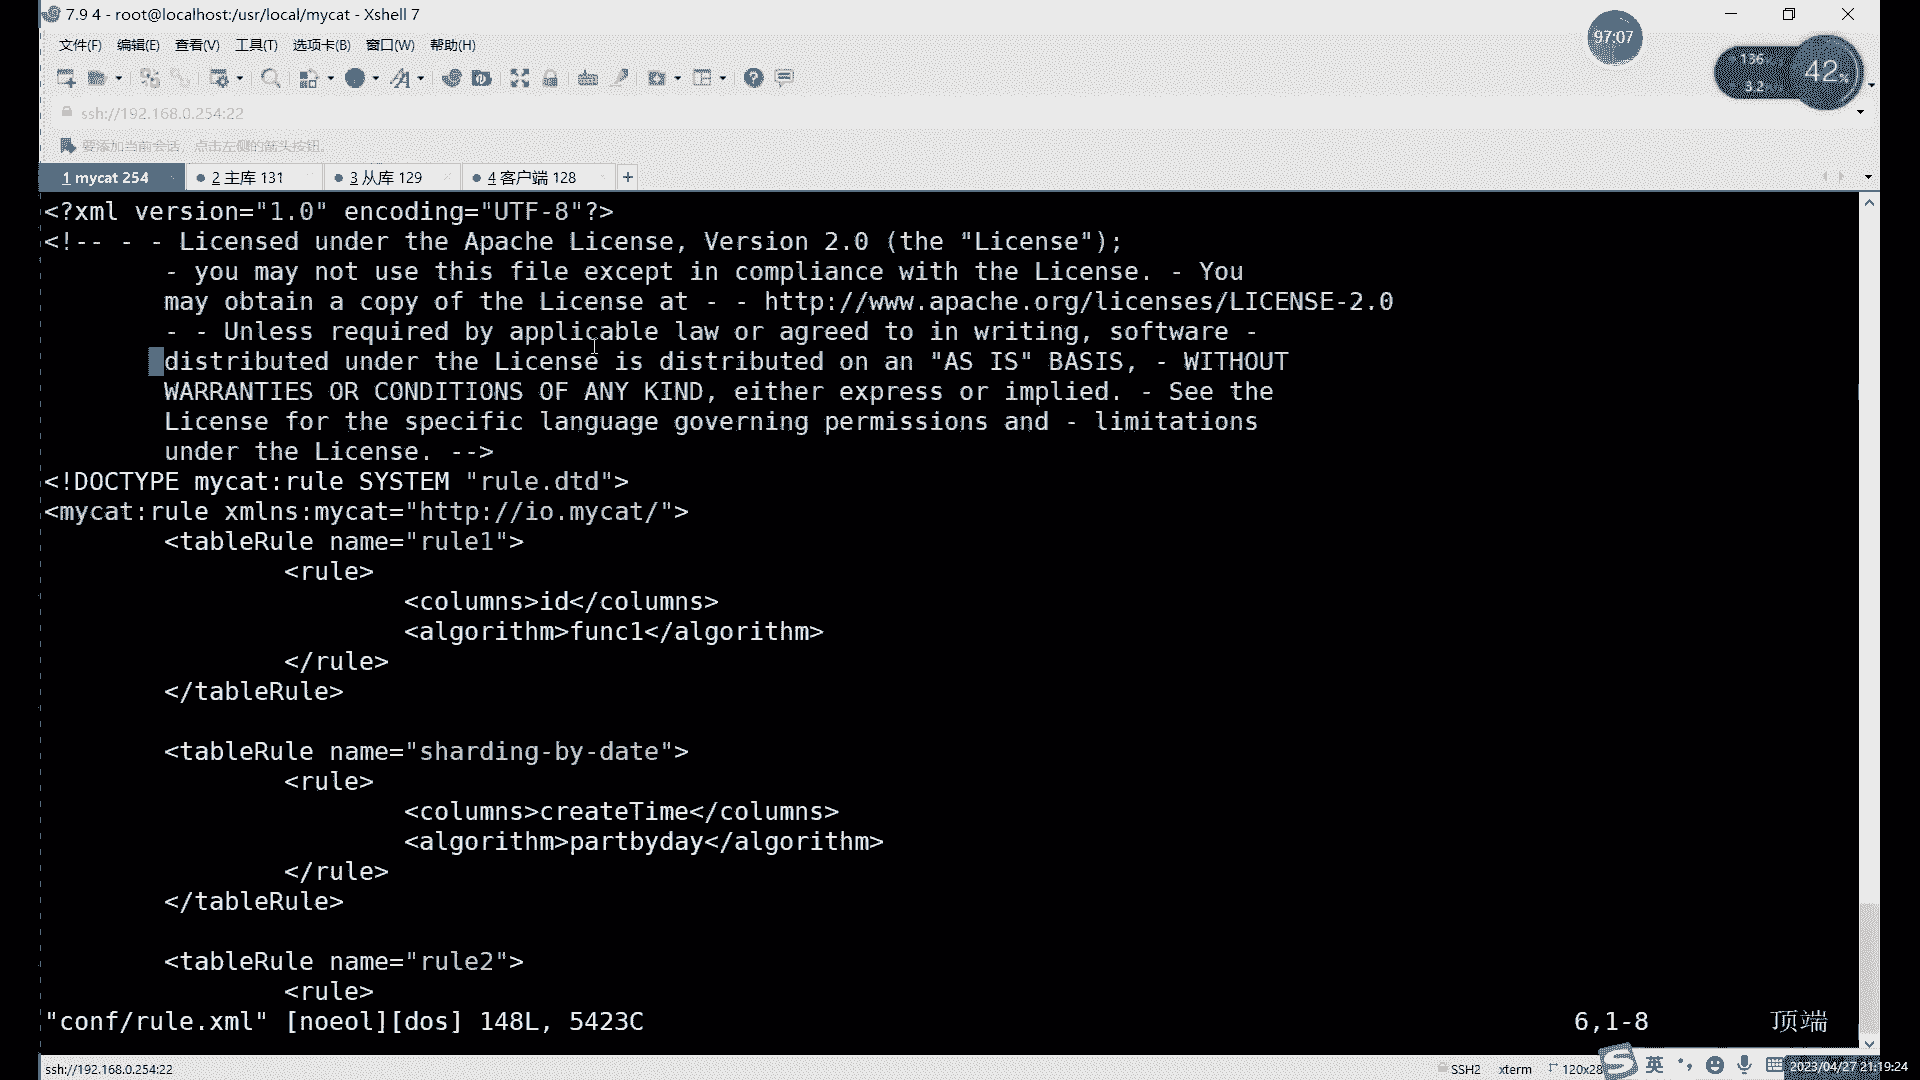 7.9 4 - root@localhost:/usr/local/mycat - Xshell 7
97:07
文件(F) 编辑(E) 查看(V) 工具(T) 选项卡(B) 窗口(W) 帮助(H)
136
42%
3.2
ssh://192.168.0.254:22
要添加当前会话，点击左侧的箭头按钮。
1 mycat 254
2 主库 131
3 从库 129
4 客户端 128
<?xml version="1.0" encoding="UTF-8"?>
<!-- - - Licensed under the Apache License, Version 2.0 (the "License");
- you may not use this file except in compliance with the License. - You
may obtain a copy of the License at - - http://www.apache.org/licenses/LICENSE-2.0
- - Unless required by applicable law or agreed to in writing, software -
distributed under the License is distributed on an "AS IS" BASIS, - WITHOUT
WARRANTIES OR CONDITIONS OF ANY KIND, either express or implied. - See the
License for the specific language governing permissions and - limitations
under the License. -->
<!DOCTYPE mycat:rule SYSTEM "rule.dtd">
<mycat:rule xmlns:mycat="http://io.mycat/">
<tableRule name="rule1">
<rule>
<columns>id</columns>
<algorithm>func1</algorithm>
</rule>
</tableRule>
<tableRule name="sharding-by-date">
<rule>
<columns>createTime</columns>
<algorithm>partbyday</algorithm>
</rule>
</tableRule>
<tableRule name="rule2">
<rule>
"conf/rule.xml" [noeol][dos] 148L, 5423C 6,1-8 顶端
ssh://192.168.0.254:22
SSH2 xterm 120x28
英
2023/04/27 21:19:24